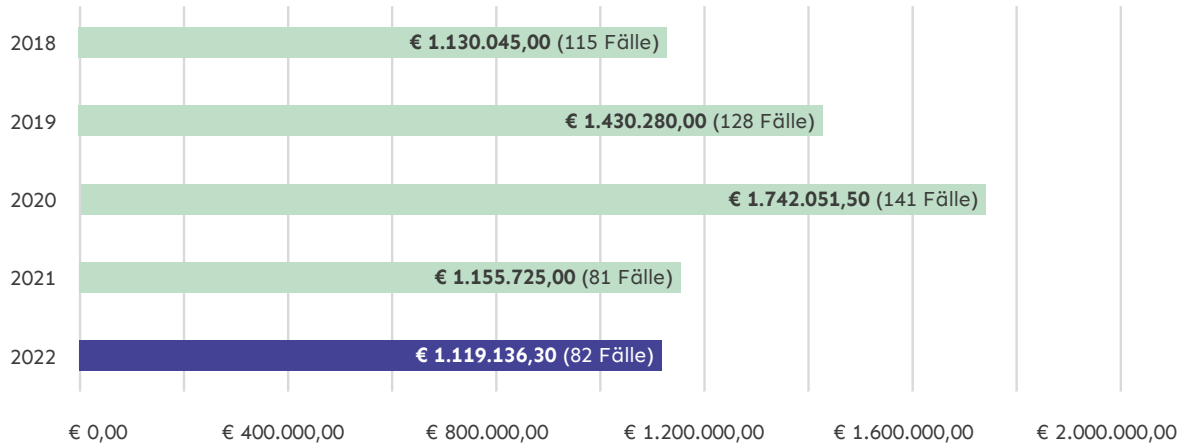 2018 € 1.130.045,00 (115 Fälle)
2019 € 1.430.280,00 (128 Fälle)
2020 € 1.742.051,50 (141 Fälle)
2021 € 1.155.725,00 (81 Fälle)
2022 € 1.119.136,30 (82 Fälle)
€ 0,00 € 400.000,00 € 800.000,00 € 1.200.000,00 € 1.600.000,00 € 2.000.000,00